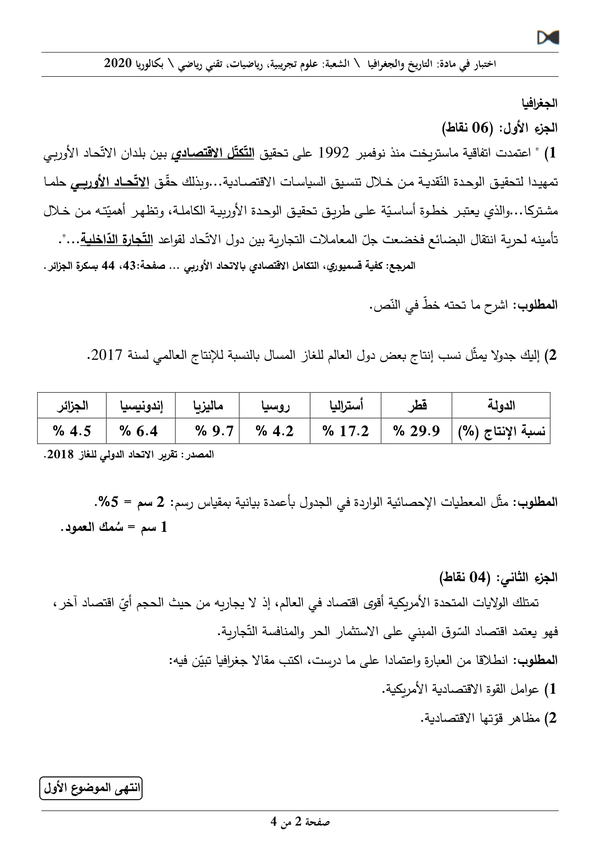 اختبار في مادة: التاريخ والجغرافيا \ الشعبة: علوم تجريبية، رياضيات، تقني رياضي \ بكالوريا 2020
الجغرافيا
الجزء الأول: (06 نقاط)
1) " اعتمدت اتفاقية ماستريخت منذ نوفمبر 1992 على تحقيق التّكتّل الاقتصادي بين بلدان الاتّحاد الأوربي
تمهيدا لتحقيق الوحدة النّقدية من خلال تنسيق السياسات الاقتصادية...وبذلك حقّق الاتّحاد الأوربي حلما
مشتركا...والذي يعتبر خطوة أساسيّة على طريق تحقيق الوحدة الأوربية الكاملة، وتظهر أهميّته من خلال
تأمينه لحرية انتقال البضائع فخضعت جلّ المعاملات التجارية بين دول الاتّحاد لقواعد التّجارة الدّاخلية...".
المرجع: كفية قسميوري، التكامل الاقتصادي بالاتحاد الأوربي ... صفحة:43، 44 بسكرة الجزائر.
المطلوب: اشرح ما تحته خطّ في النّص.
2) إليك جدولا يمثّل نسب إنتاج بعض دول العالم للغاز المسال بالنسبة للإنتاج العالمي لسنة 2017.
الدولة قطر أستراليا روسيا ماليزيا إندونيسيا الجزائر
نسبة الإنتاج (%) 29.9 % 17.2 % 4.2 % 9.7 % 6.4 % 4.5 %
المصدر: تقرير الاتحاد الدولي للغاز 2018.
المطلوب: مثّل المعطيات الإحصائية الواردة في الجدول بأعمدة بيانية بمقياس رسم: 2 سم = 5%.
1 سم = سُمك العمود.
الجزء الثاني: (04 نقاط)
تمتلك الولايات المتحدة الأمريكية أقوى اقتصاد في العالم، إذ لا يجاريه من حيث الحجم أيّ اقتصاد آخر،
فهو يعتمد اقتصاد السّوق المبني على الاستثمار الحر والمنافسة التّجارية.
المطلوب: انطلاقا من العبارة واعتمادا على ما درست، اكتب مقالا جغرافيا تبيّن فيه:
1) عوامل القوة الاقتصادية الأمريكية.
2) مظاهر قوّتها الاقتصادية.
انتهى الموضوع الأول
صفحة 2 من 4